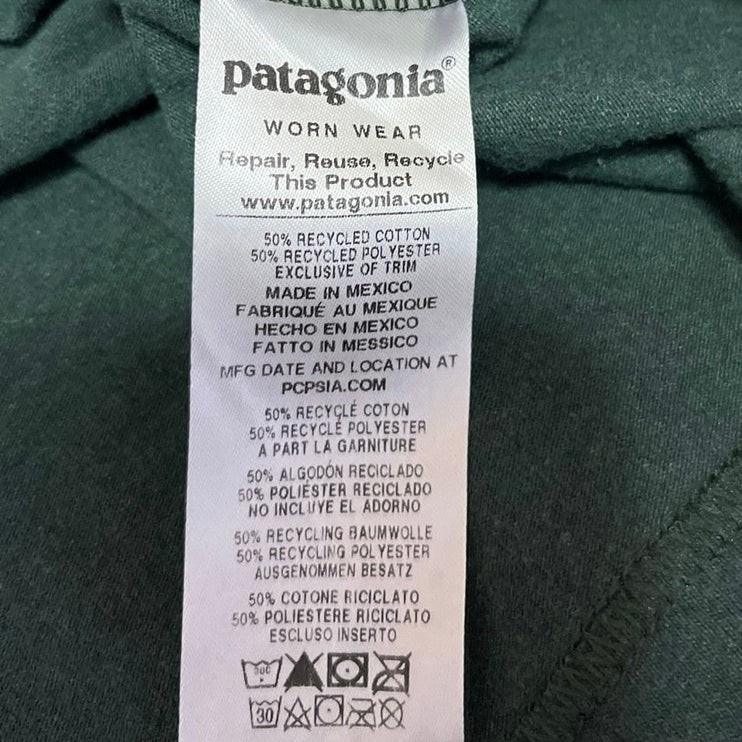 patagonia®
WORN WEAR
Repair, Reuse, Recycle
This Product
www.patagonia.com
50% RECYCLED COTTON
50% RECYCLED POLYESTER
EXCLUSIVE OF TRIM
MADE IN MEXICO
FABRIQUÉ AU MEXIQUE
HECHO EN MEXICO
FATTO IN MESSICO
MFG DATE AND LOCATION AT
PCPSIA.COM
50% RECYCLÉ COTON
50% RECYCLÉ POLYESTER
A PART LA GARNITURE
50% ALGODÓN RECICLADO
50% POLIÉSTER RECICLADO
NO INCLUYE EL ADORNO
50% RECYCLING BAUMWOLLE
50% RECYCLING POLYESTER
AUSGENOMMEN BESATZ
50% COTONE RICICLATO
50% POLIESTERE RICICLATO
ESCLUSO INSERTO
30